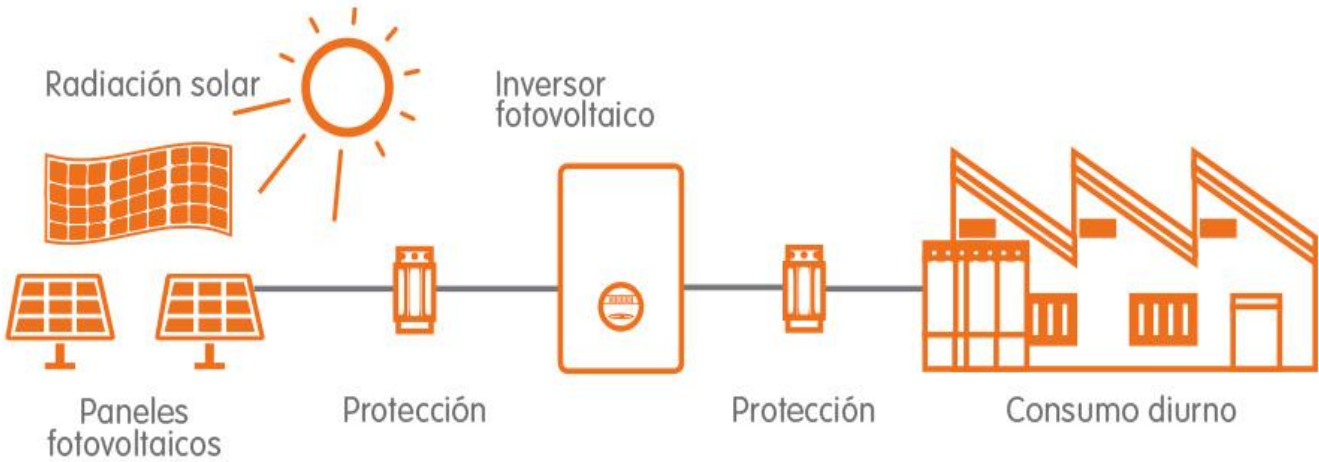 Radiación solar
Inversor
fotovoltaico
Paneles
fotovoltaicos
Protección
Protección
Consumo diurno